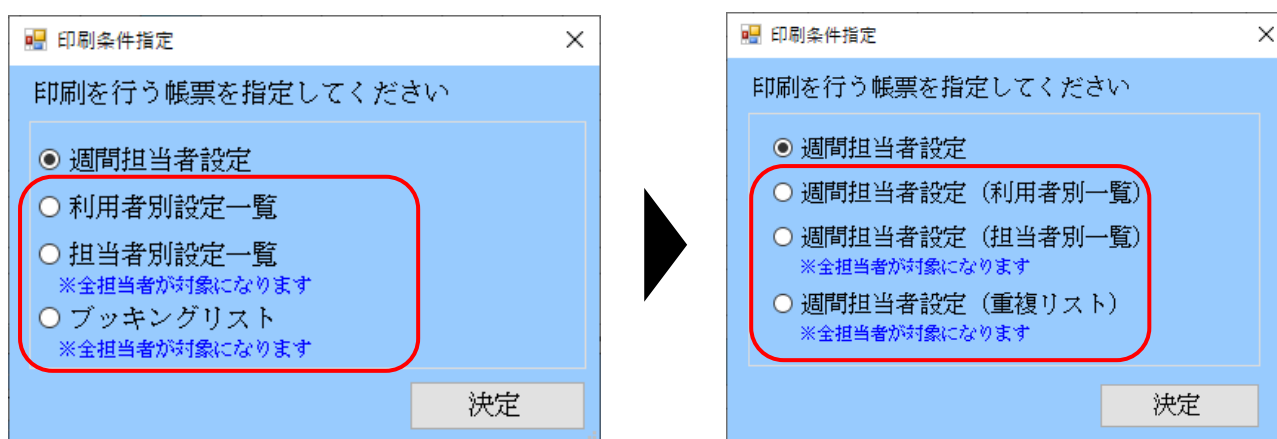 印刷条件指定
印刷を行う帳票を指定してください
週間担当者設定
利用者別設定一覧
担当者別設定一覧
※全担当者が対象になります
ブッキングリスト
※全担当者が対象になります
決定
印刷条件指定
印刷を行う帳票を指定してください
週間担当者設定
週間担当者設定（利用者別一覧）
週間担当者設定（担当者別一覧）
※全担当者が対象になります
週間担当者設定（重複リスト）
※全担当者が対象になります
決定